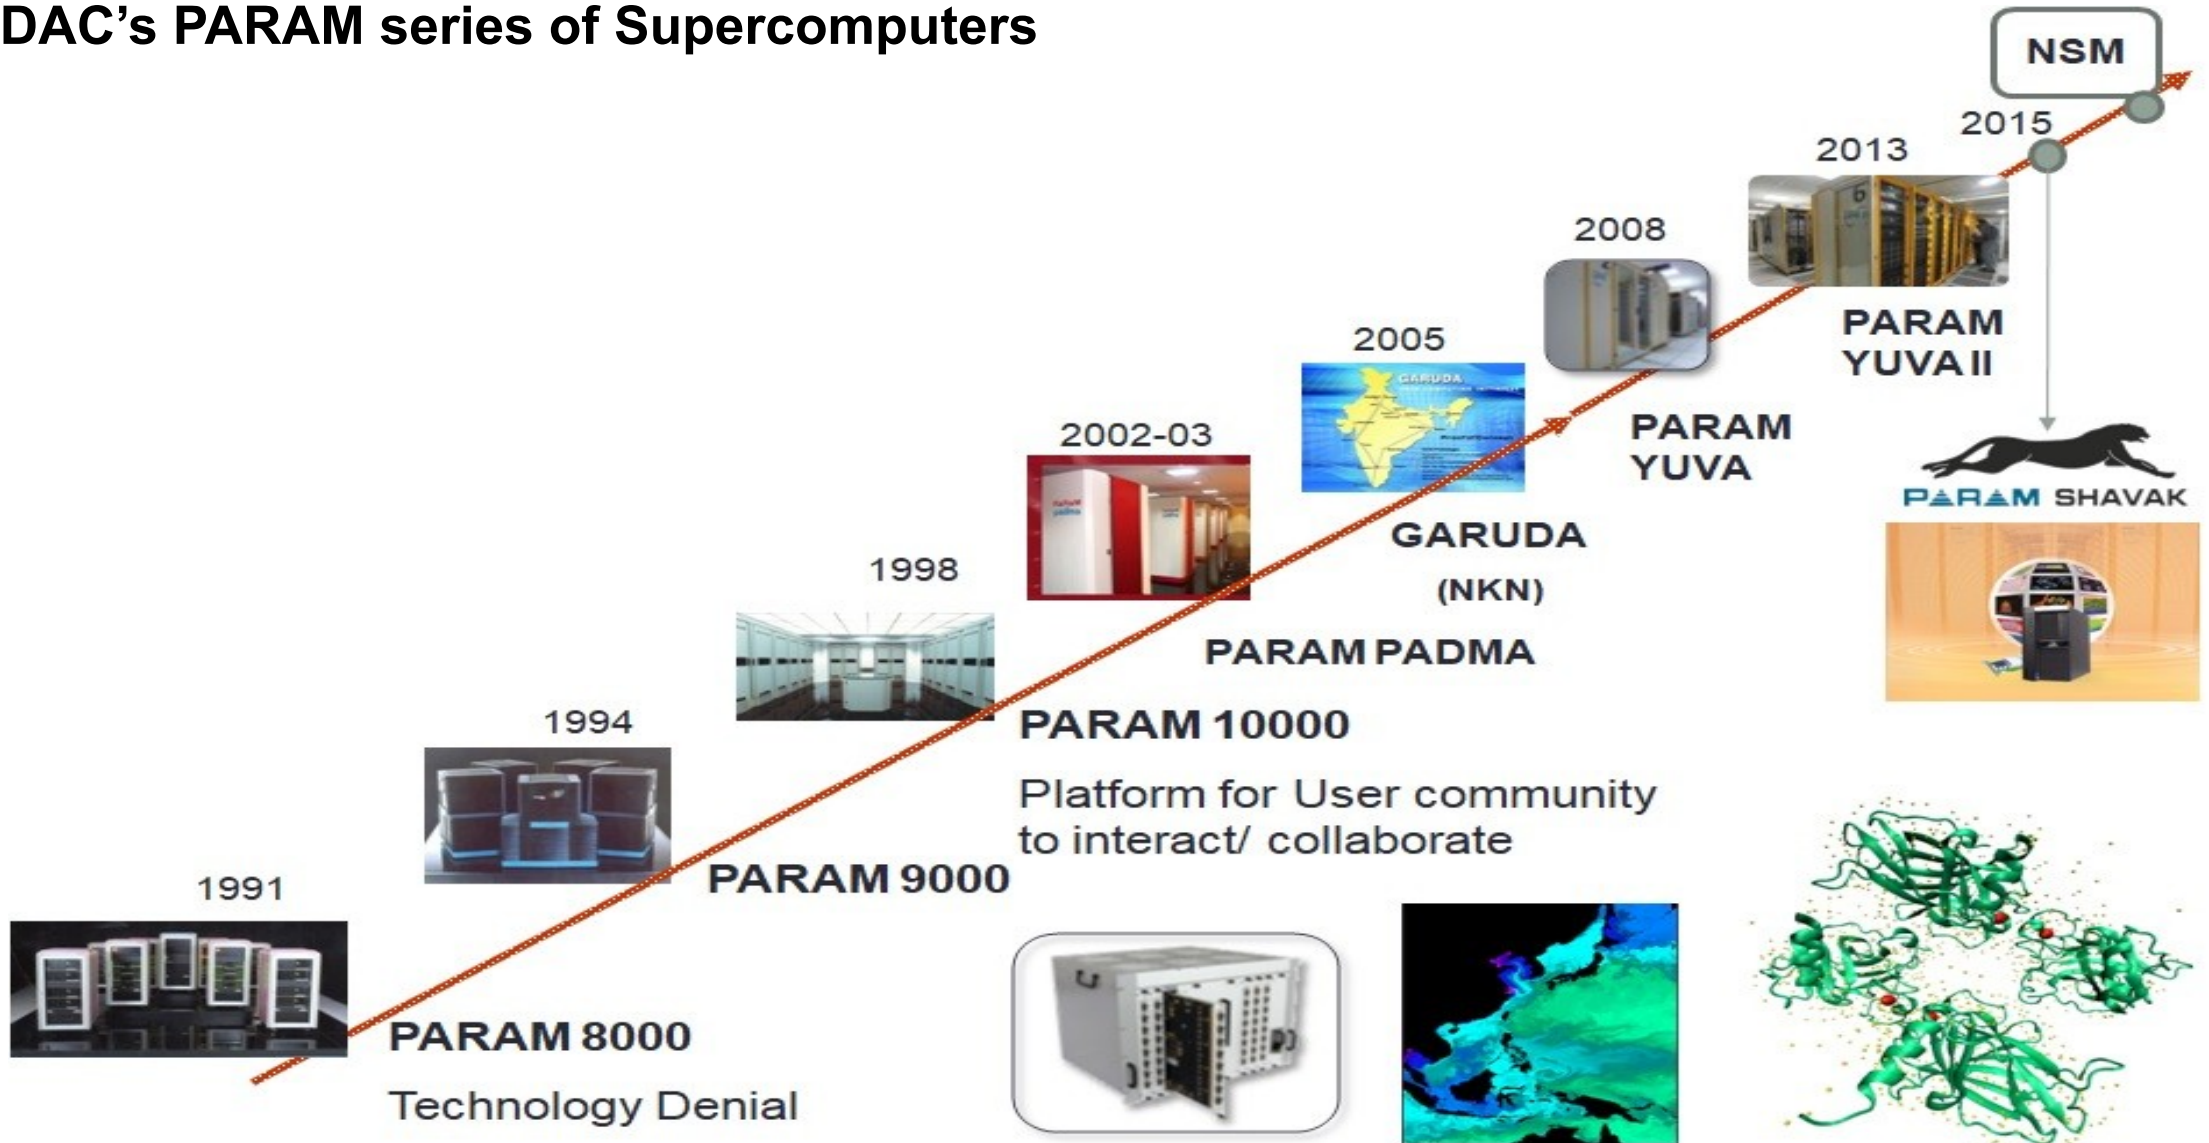 DAC’s PARAM series of Supercomputers
NSM
2015
2013
2008
PARAM
YUVA II
2005
GARUDA
PARAM
YUVA
2002-03
PARAM SHAVAK
GARUDA
(NKN)
1998
PARAM PADMA
1994
PARAM 10000
Platform for User community
to interact/ collaborate
PARAM 9000
1991
PARAM 8000
Technology Denial